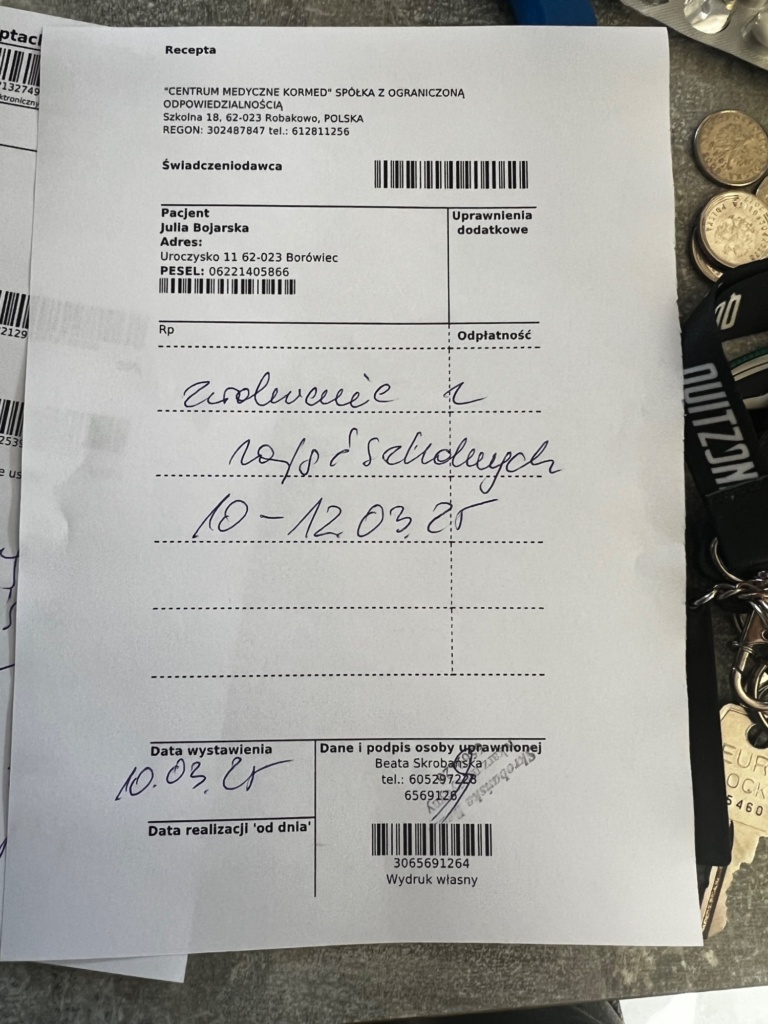 Recepta
"CENTRUM MEDYCZNE KORMED" SPÓŁKA Z OGRANICZONĄ
ODPOWIEDZIALNOŚCIĄ
Szkolna 18, 62-023 Robakowo, POLSKA
REGON: 302487847 tel.: 612811256
Świadczeniodawca
Pacjent
Julia Bojarska
Adres:
Uroczysko 11 62-023 Borówiec
PESEL: 06221405866
Uprawnienia
dodatkowe
Rp
Odpłatność
zwolnienie z
zajęć szkolnych
10-12.03.25
Data wystawienia
10.03.25
Data realizacji 'od dnia'
Dane i podpis osoby uprawnionej
Beata Skrobańska
tel.: 605297228
6569126
3065691264
Wydruk własny
EUR
OCK
5460